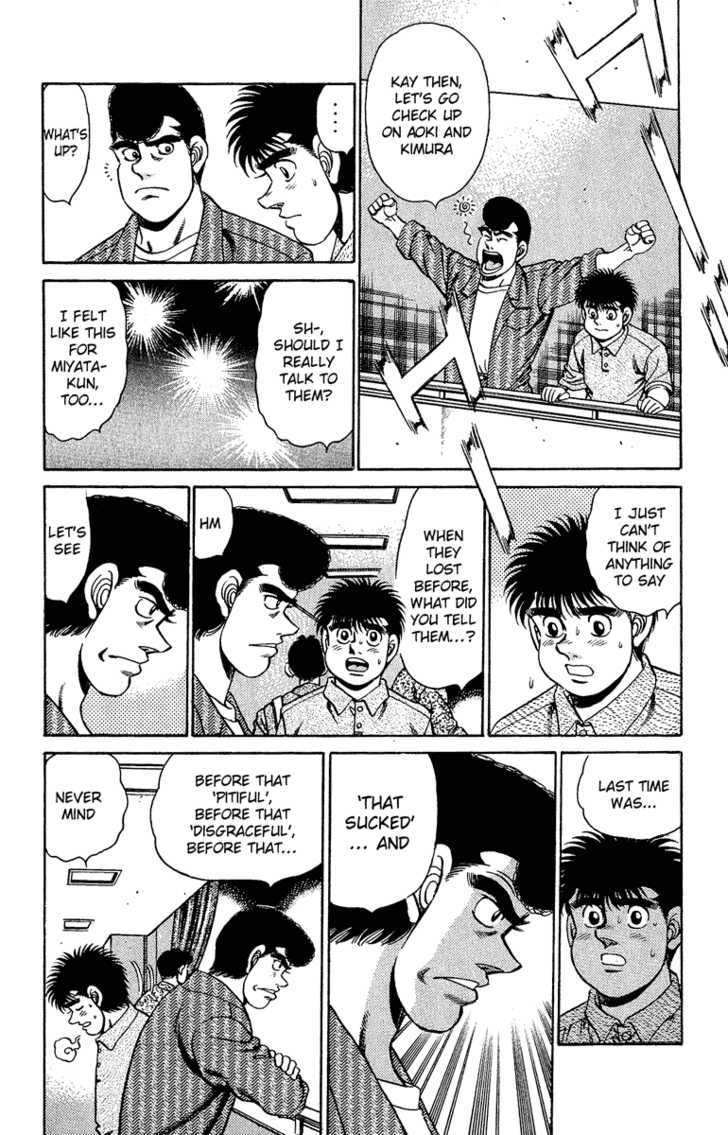 KAY THEN,
LET'S GO
CHECK UP
ON AOKI AND
KIMURA
....
WHAT'S
UP?
SH-,
SHOULD I
REALLY
TALK TO
THEM?
I FELT
LIKE THIS
FOR
MIYATA-
KUN,
TOO...
I JUST
CAN'T
THINK OF
ANYTHING
TO SAY
WHEN
THEY
LOST
BEFORE,
WHAT DID
YOU TELL
THEM...?
HM
LET'S
SEE
LAST TIME
WAS...
'THAT
SUCKED'
... AND
BEFORE THAT
'PITIFUL',
BEFORE THAT
'DISGRACEFUL',
BEFORE THAT...
NEVER
MIND